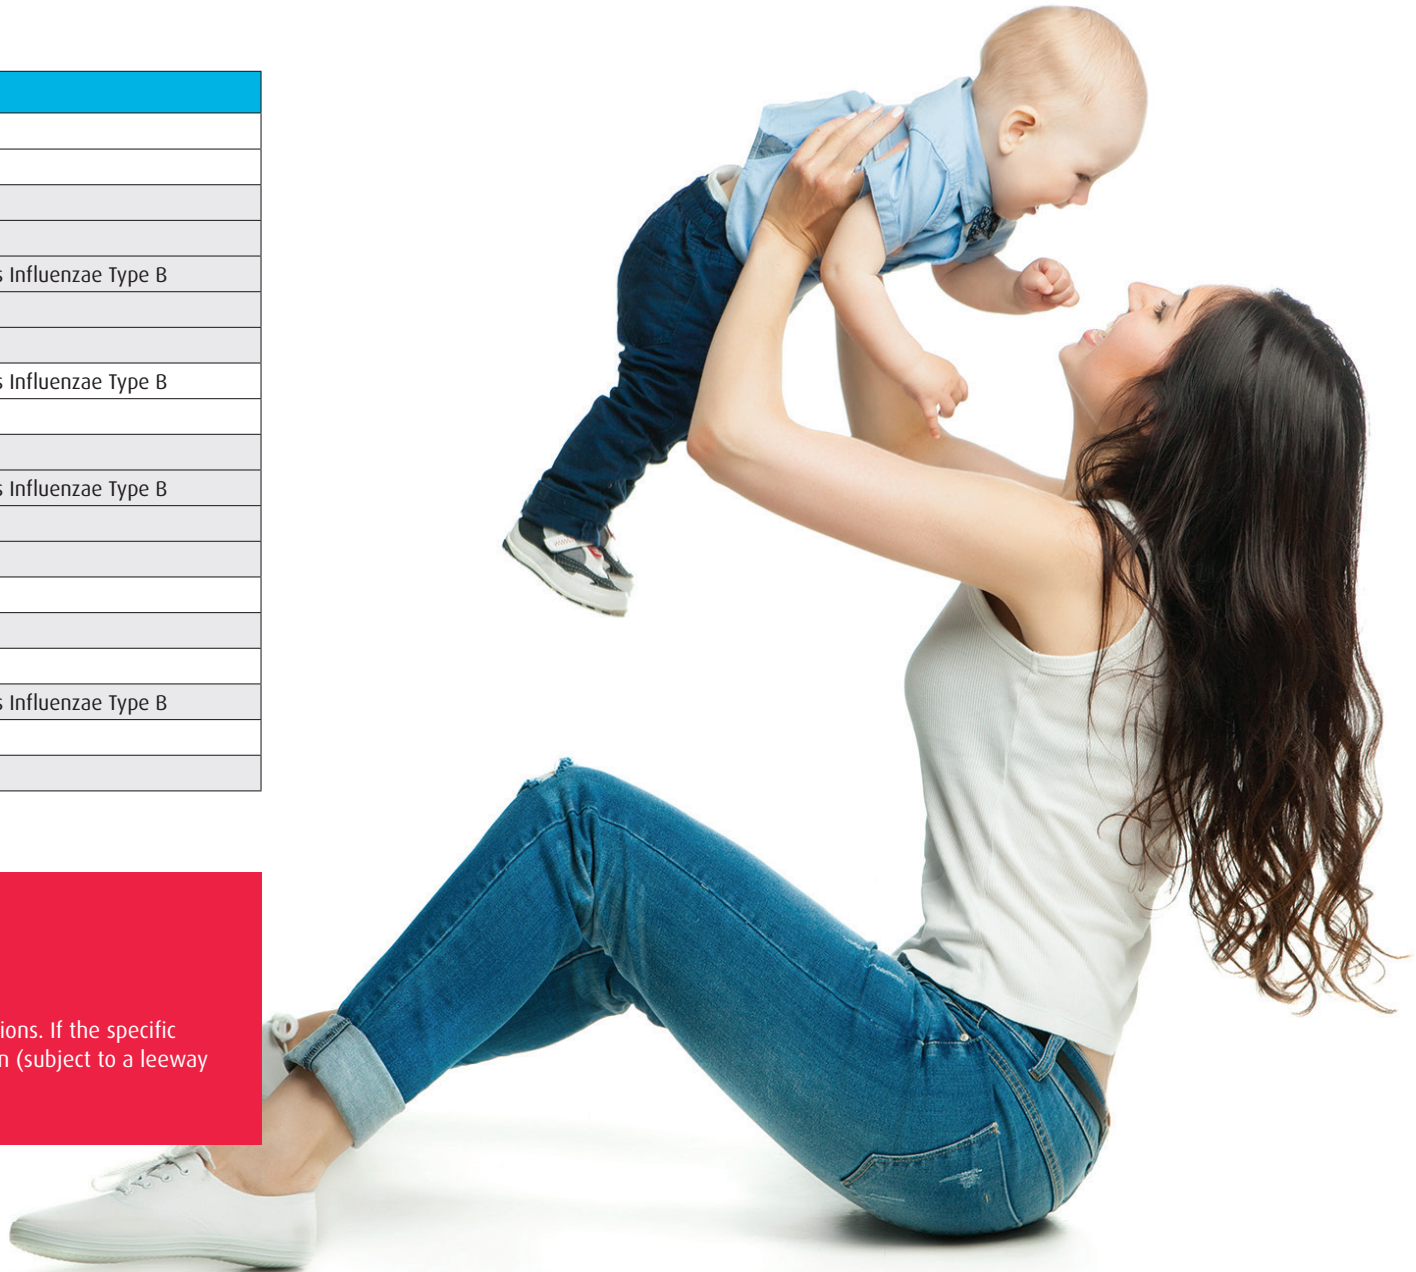 s Influenzae Type B
s Influenzae Type B
s Influenzae Type B
s Influenzae Type B
ions. If the specific
n (subject to a leeway